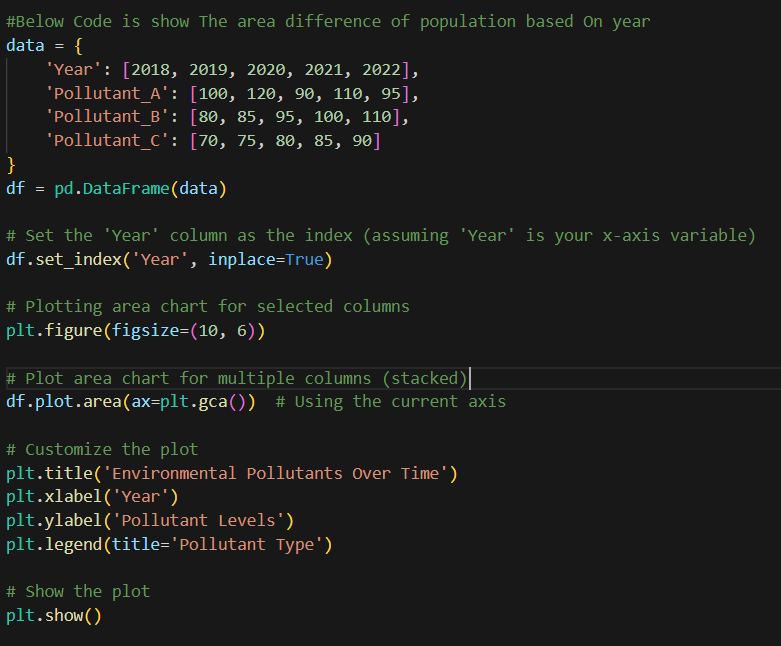 #Below Code is show The area difference of population based On year
data = {
    'Year': [2018, 2019, 2020, 2021, 2022],
    'Pollutant_A': [100, 120, 90, 110, 95],
    'Pollutant_B': [80, 85, 95, 100, 110],
    'Pollutant_C': [70, 75, 80, 85, 90]
}
df = pd.DataFrame(data)

# Set the 'Year' column as the index (assuming 'Year' is your x-axis variable)
df.set_index('Year', inplace=True)

# Plotting area chart for selected columns
plt.figure(figsize=(10, 6))

# Plot area chart for multiple columns (stacked)
df.plot.area(ax=plt.gca())  # Using the current axis

# Customize the plot
plt.title('Environmental Pollutants Over Time')
plt.xlabel('Year')
plt.ylabel('Pollutant Levels')
plt.legend(title='Pollutant Type')

# Show the plot
plt.show()